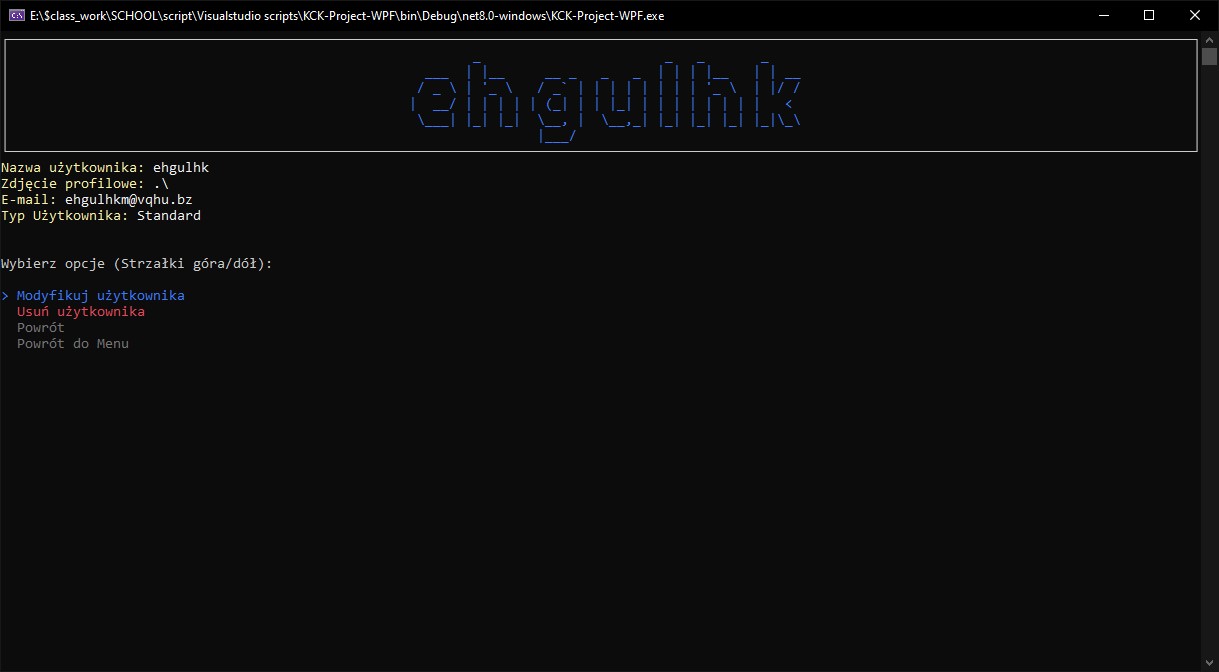 E:\$class_work\SCHOOL\script\Visualstudio scripts\KCK-Project-WPF\bin\Debug\net8.0-windows\KCK-Project-WPF.exe
ehgulhk
Nazwa użytkownika: ehgulhk
Zdjęcie profilowe: .\
E-mail: ehgulhkm@vqhu.bz
Typ Użytkownika: Standard
Wybierz opcje (Strzałki góra/dół):
> Modyfikuj użytkownika
Usuń użytkownika
Powrót
Powrót do Menu